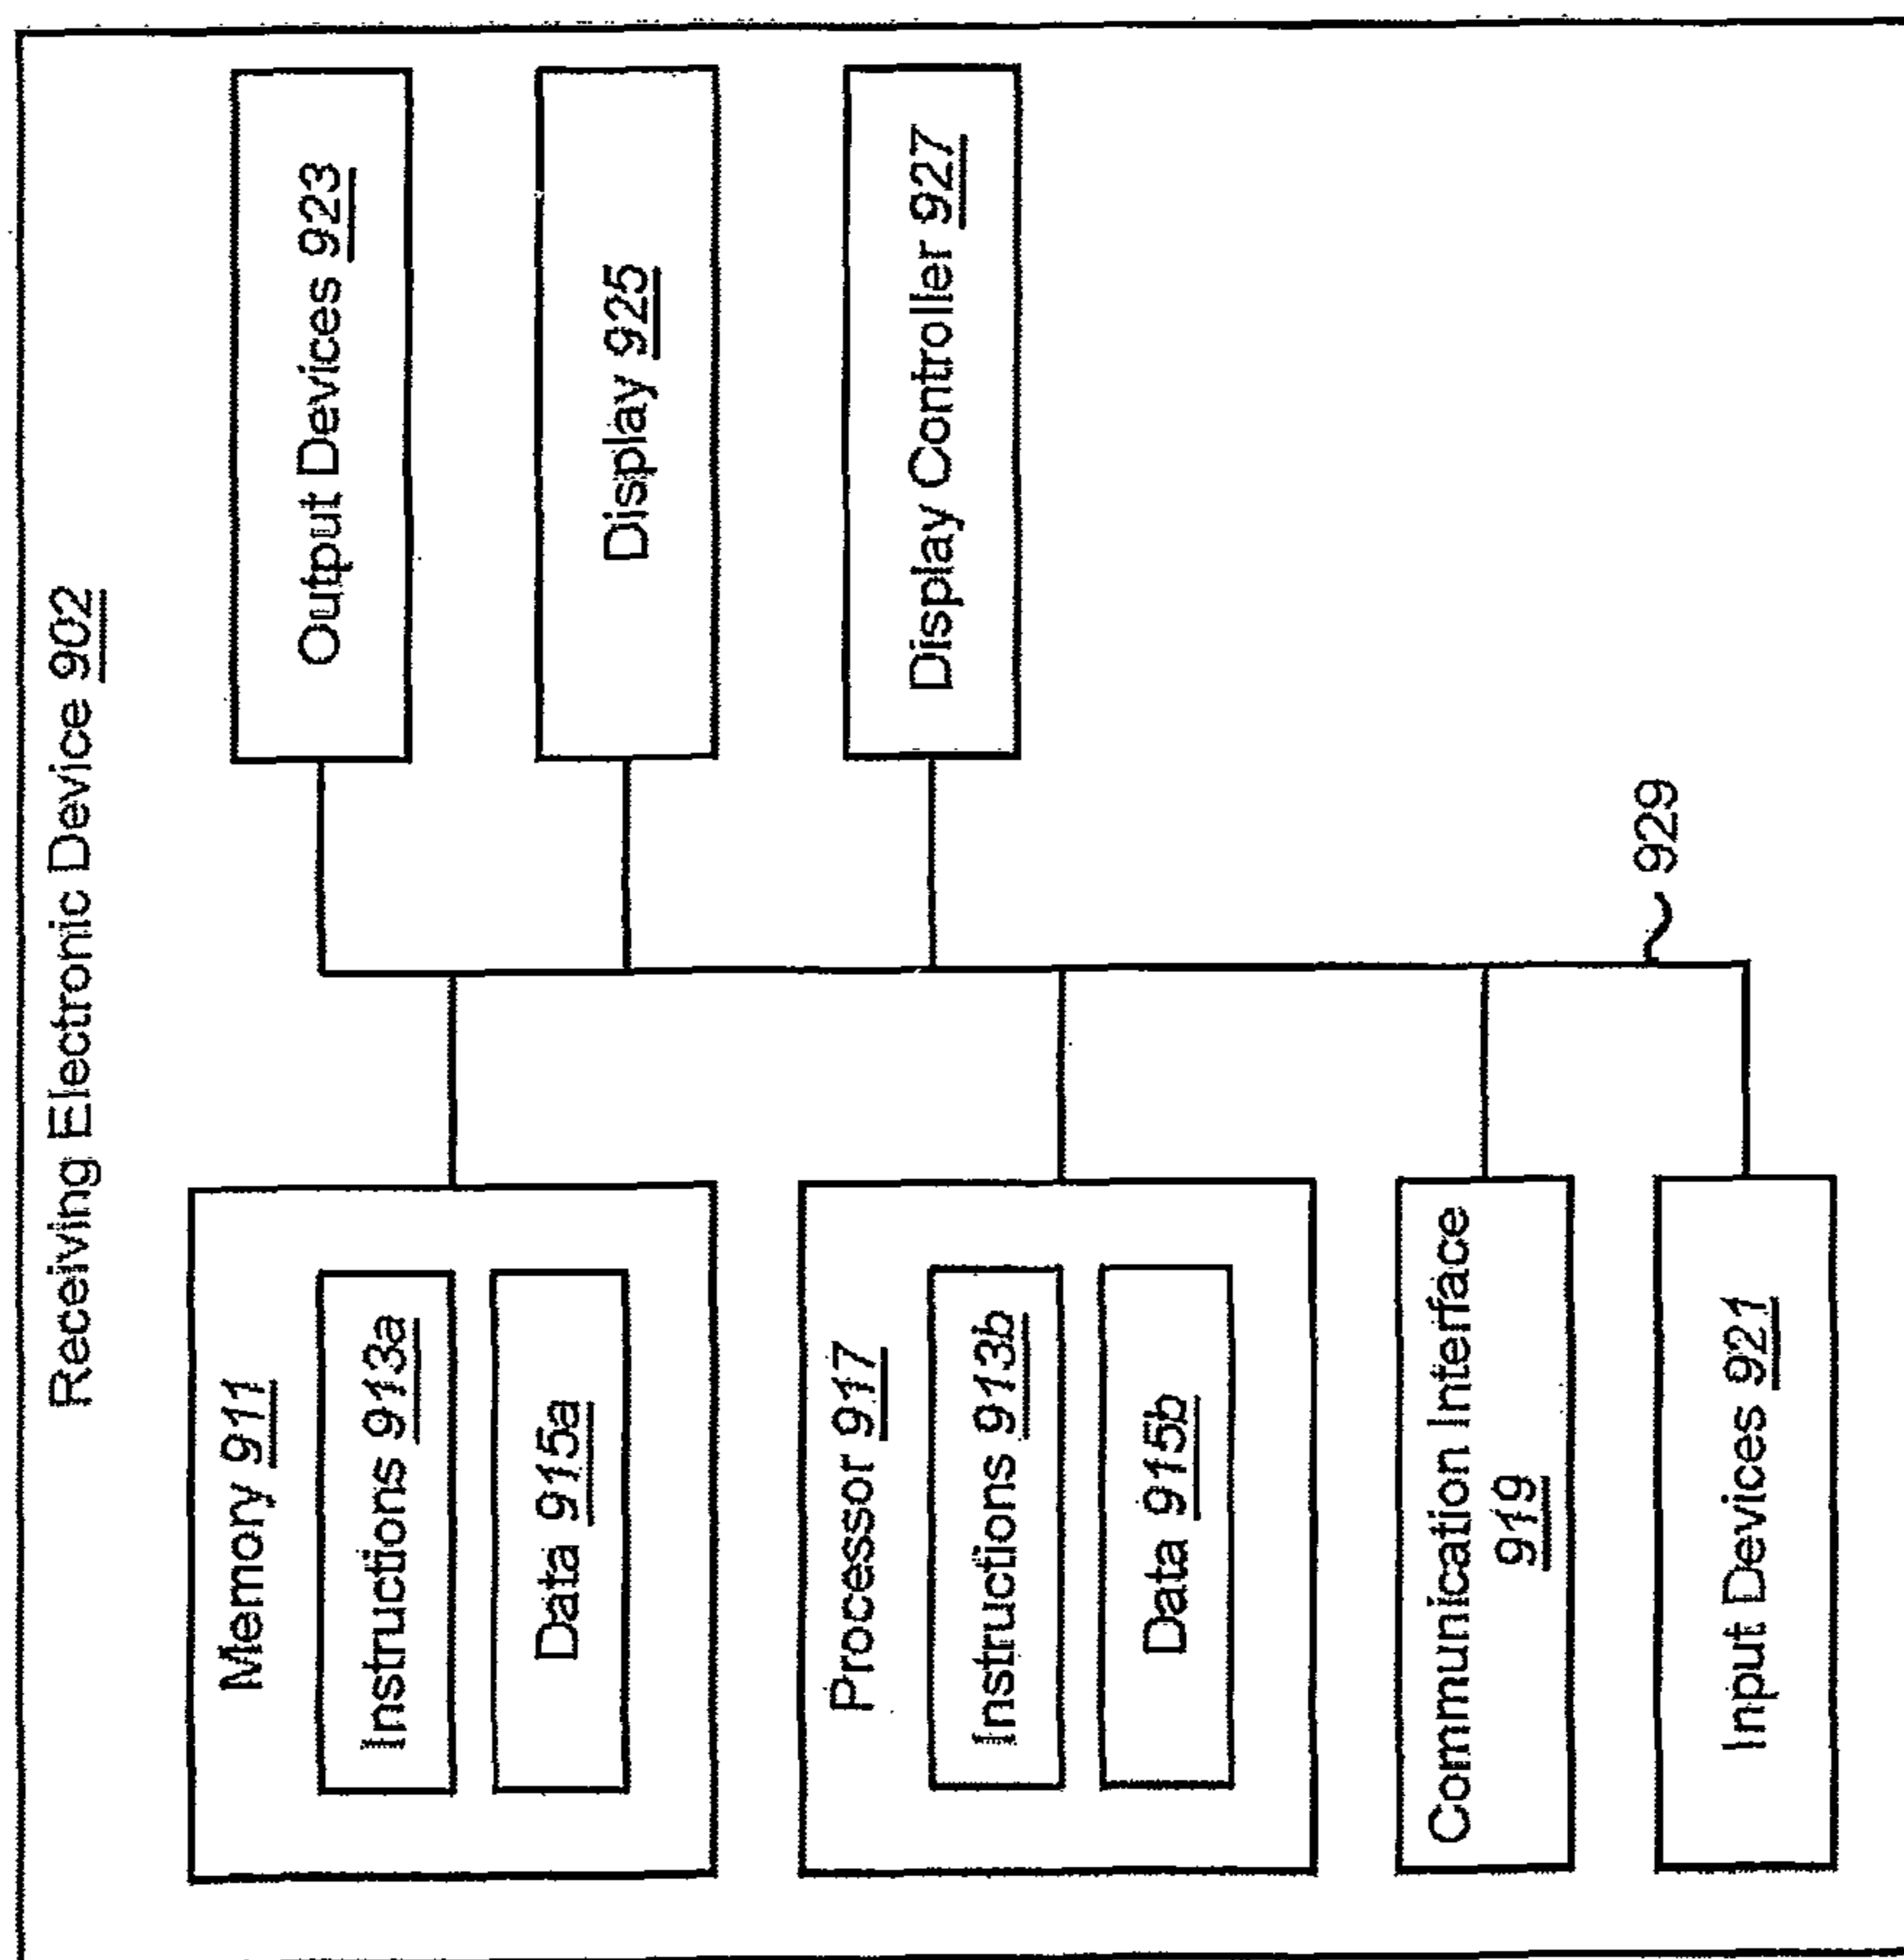 Receiving Electronic Device 902
Memory 911
Instructions 913a
Data 915a
Processor 917
Instructions 913b
Data 915b
Communication Interface
919
Input Devices 921
Output Devices 923
Display 925
Display Controller 927
929